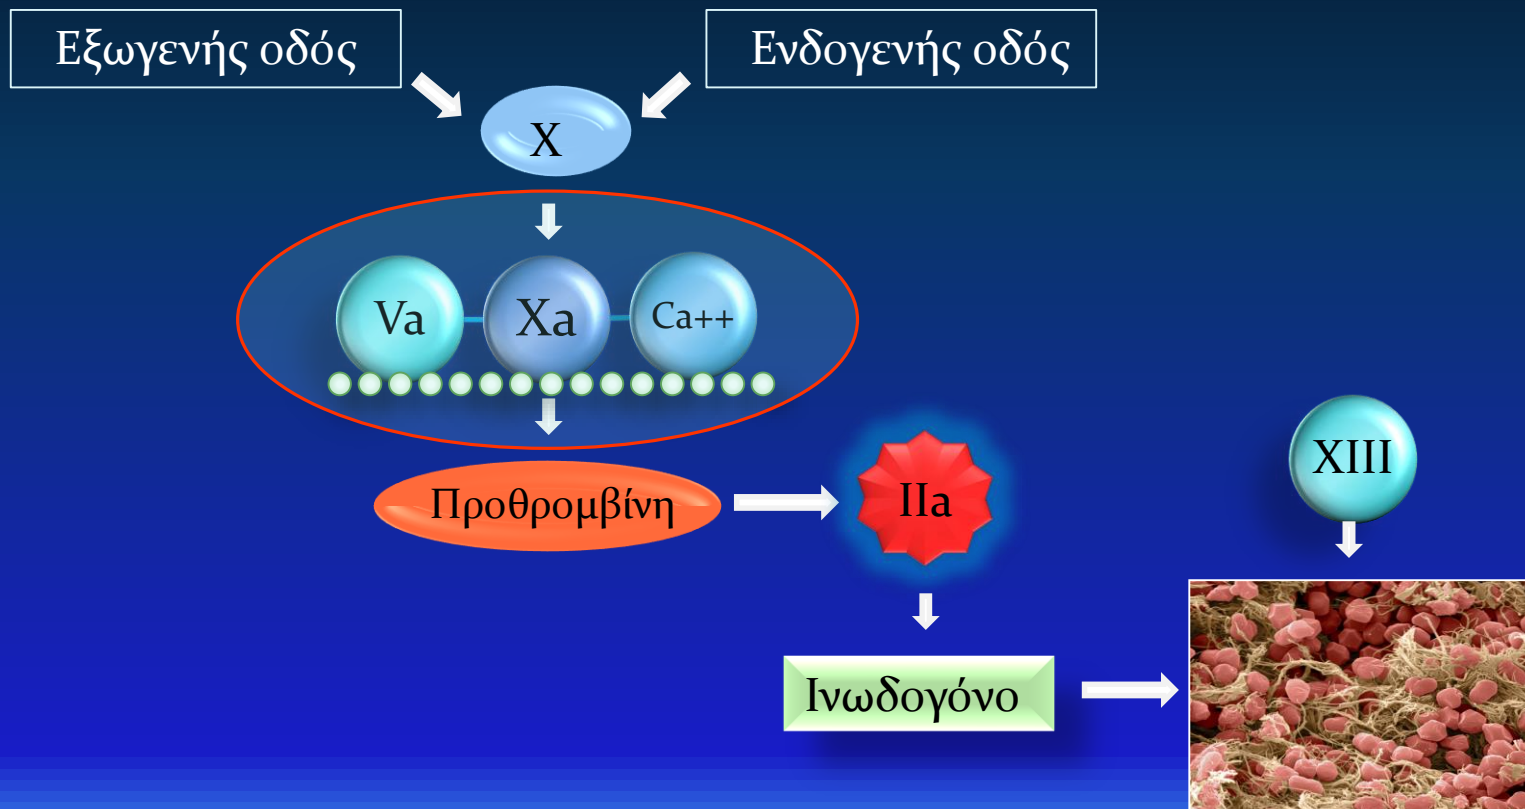 Εξωγενής οδός
Ενδογενής οδός
X
Va
Xa
Ca++
Προθρομβίνη
IIa
XIII
Ινωδογόνο